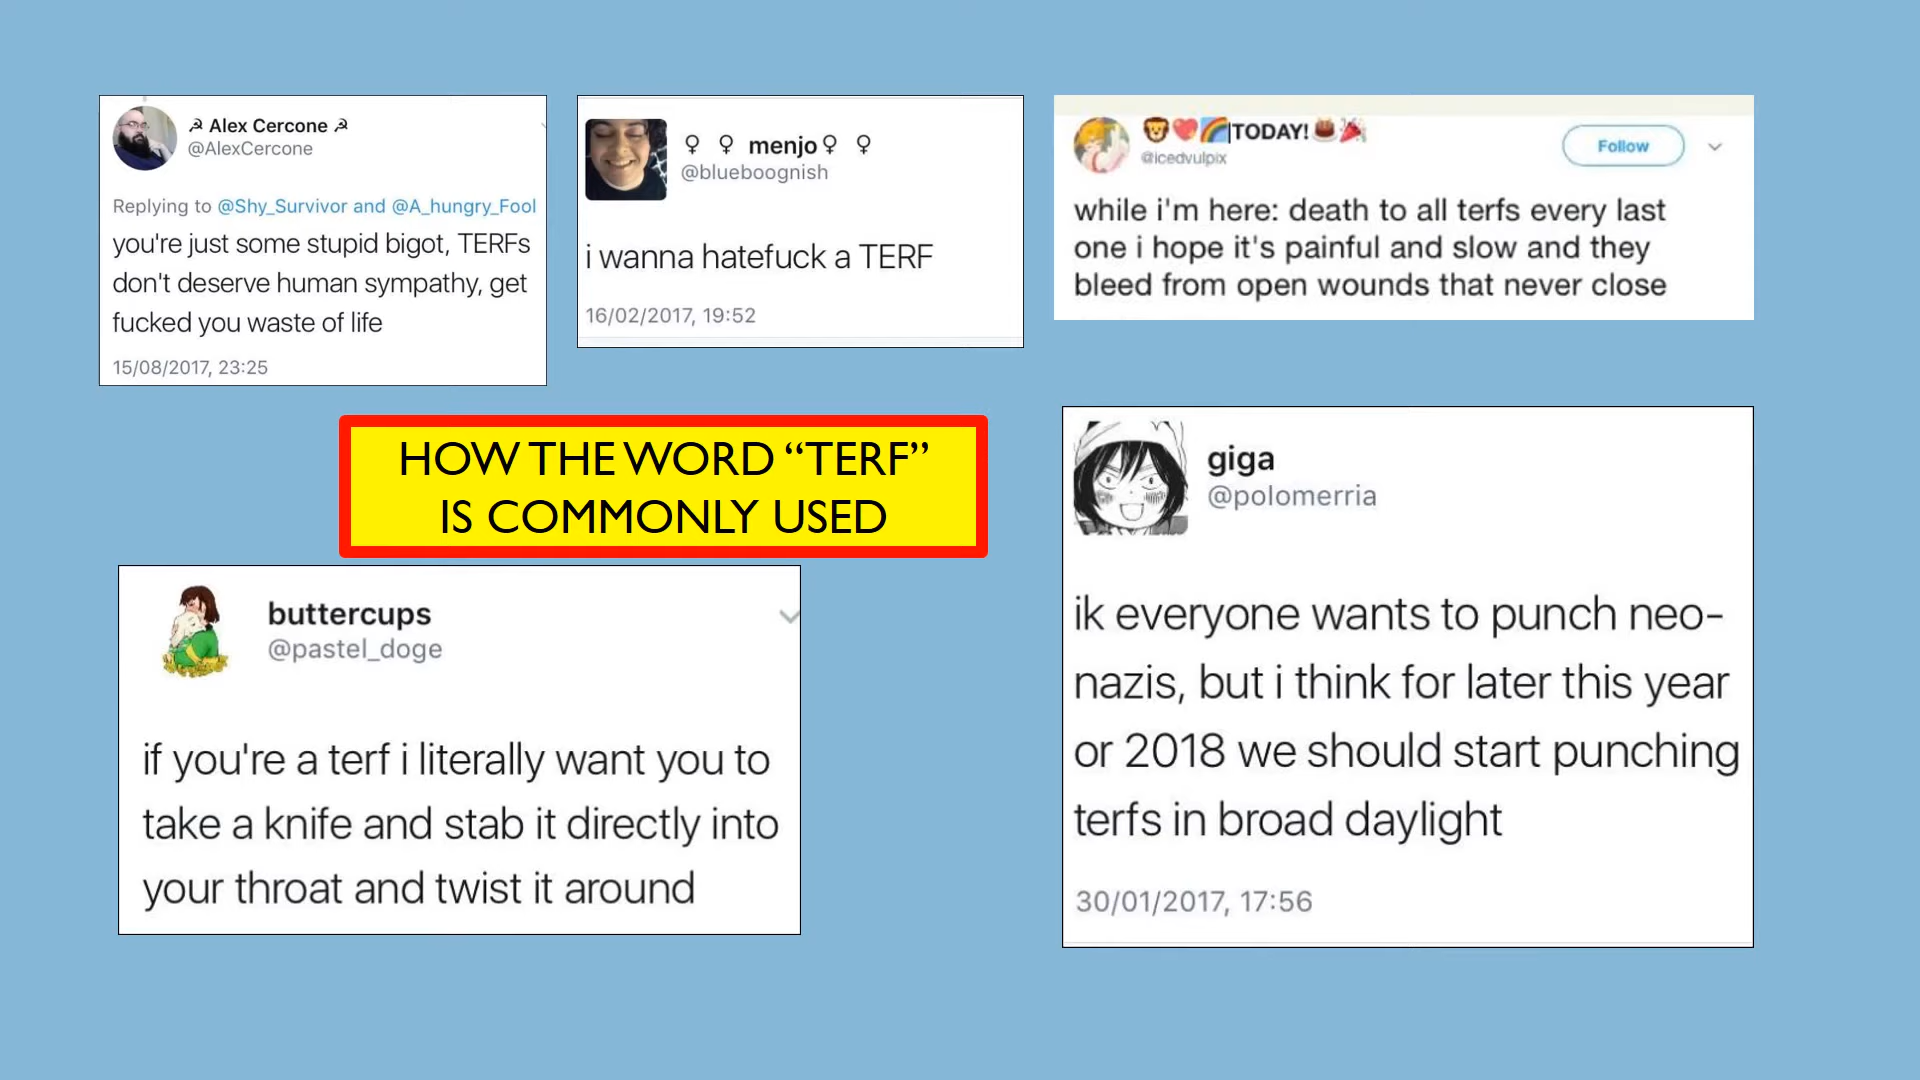 ☭ Alex Cercone ☭
@AlexCercone
Replying to @Shy_Survivor and @A_hungry_Fool
you're just some stupid bigot, TERFs
don't deserve human sympathy, get
fucked you waste of life
15/08/2017, 23:25
♀ ♀ menjo♀ ♀
@blueboognish
i wanna hatefuck a TERF
16/02/2017, 19:52
🦁💗🌈|TODAY!🎂🎉
@icedvulpix
Follow
while i'm here: death to all terfs every last
one i hope it's painful and slow and they
bleed from open wounds that never close
HOW THE WORD “TERF”
IS COMMONLY USED
buttercups
@pastel_doge
if you're a terf i literally want you to
take a knife and stab it directly into
your throat and twist it around
giga
@polomerria
ik everyone wants to punch neo-
nazis, but i think for later this year
or 2018 we should start punching
terfs in broad daylight
30/01/2017, 17:56